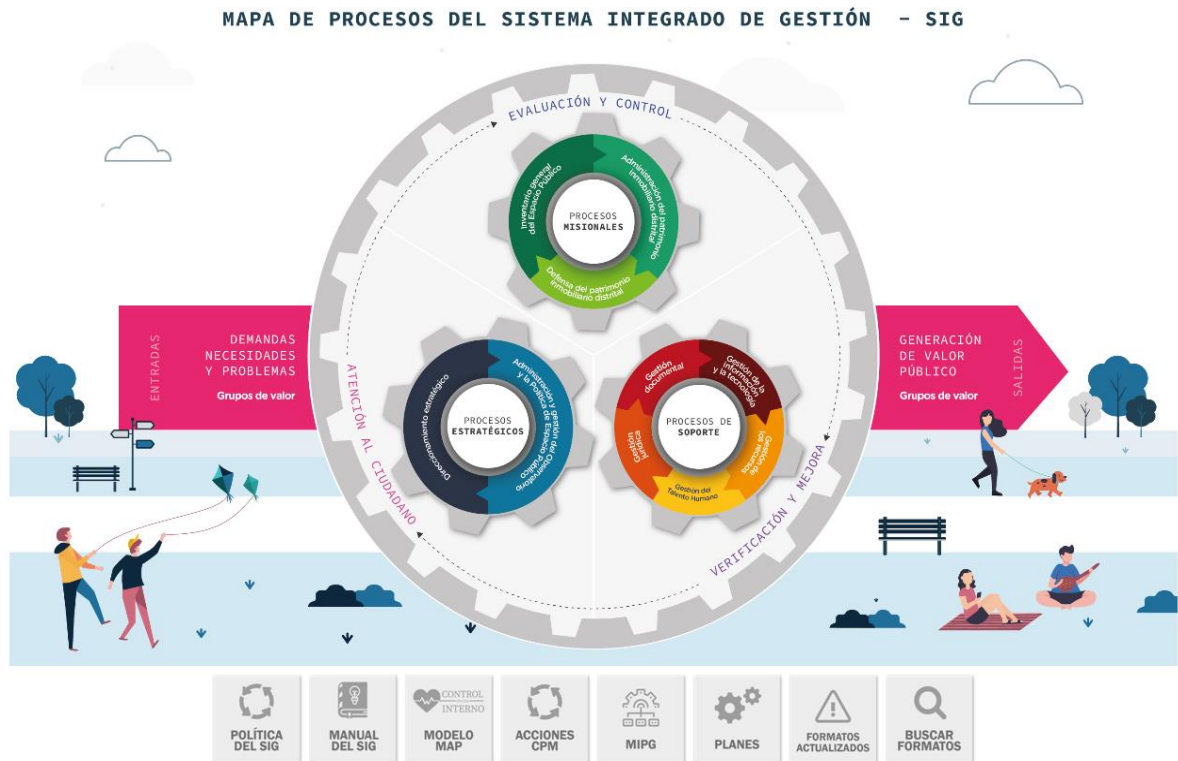 MAPA DE PROCESOS DEL SISTEMA INTEGRADO DE GESTIÓN - SIG
EVALUACIÓN Y CONTROL
Inventario general
del Espacio Público
Administración del patrimonio
inmobiliario distrital
Defensa del patrimonio
inmobiliario distrital
PROCESOS
MISIONALES
ENTRADAS
DEMANDAS
NECESIDADES
Y PROBLEMAS
Grupos de valor
GENERACIÓN
DE VALOR
PÚBLICO
Grupos de valor
SALIDAS
ATENCIÓN AL CIUDADANO
Direccionamiento estratégico
Administración y gestión del Observatorio
y la Política de Espacio Público
PROCESOS
ESTRATÉGICOS
Gestión
documental
Gestión de la
información
y la tecnología
Gestión de
los recursos
Gestión del
Talento Humano
Gestión
jurídica
PROCESOS DE
SOPORTE
VERIFICACIÓN Y MEJORA
POLÍTICA
DEL SIG
MANUAL
DEL SIG
CONTROL
INTERNO
MODELO
MAP
ACCIONES
CPM
MIPG
PLANES
FORMATOS
ACTUALIZADOS
BUSCAR
FORMATOS